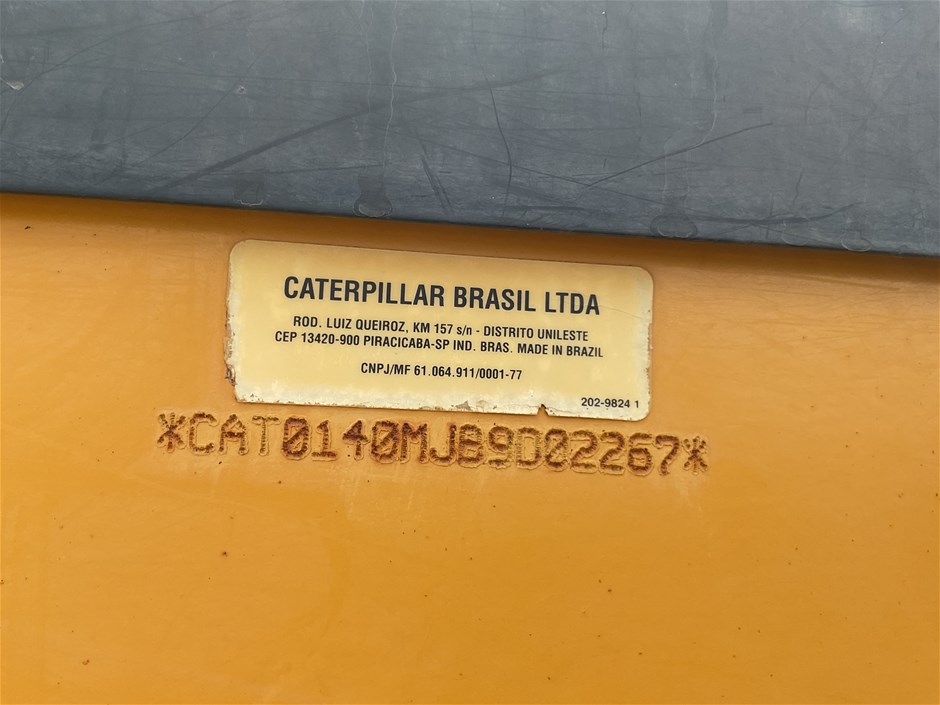 CATERPILLAR BRASIL LTDA
ROD. LUIZ QUEIROZ, KM 157 s/n - DISTRITO UNILESTE
CEP 13420-900 PIRACICABA-SP IND. BRAS. MADE IN BRAZIL
CNPJ/MF 61.064.911/0001-77
202-9824 1
*CAT0140MJB9D02267*